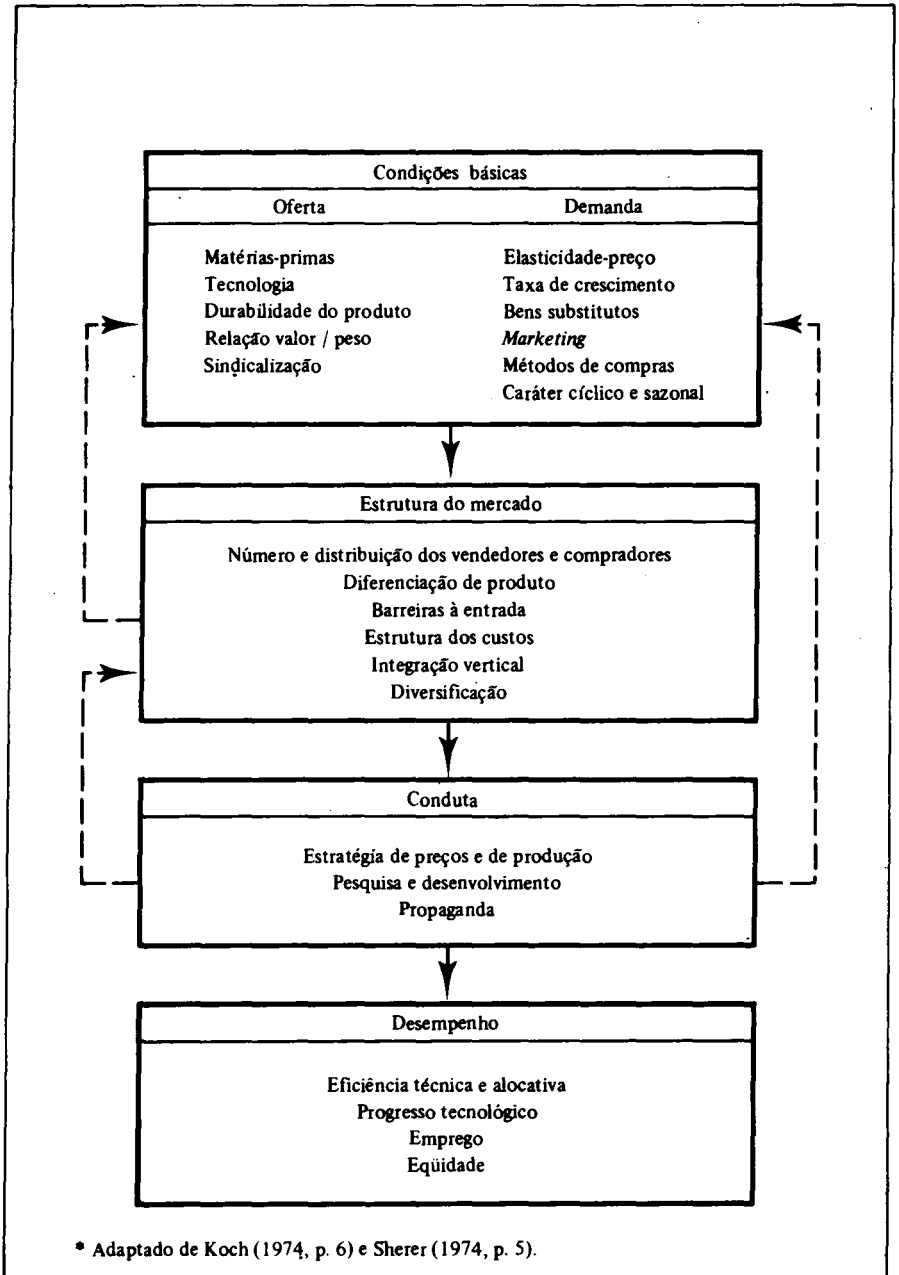 Condições básicas
Oferta
Demanda
Matérias-primas
Tecnologia
Durabilidade do produto
Relação valor / peso
Sindicalização
Elasticidade-preço
Taxa de crescimento
Bens substitutos
Marketing
Métodos de compras
Caráter cíclico e sazonal
Estrutura do mercado
Número e distribuição dos vendedores e compradores
Diferenciação de produto
Barreiras à entrada
Estrutura dos custos
Integração vertical
Diversificação
Conduta
Estratégia de preços e de produção
Pesquisa e desenvolvimento
Propaganda
Desempenho
Eficiência técnica e alocativa
Progresso tecnológico
Emprego
Eqüidade
* Adaptado de Koch (1974, p. 6) e Sherer (1974, p. 5).